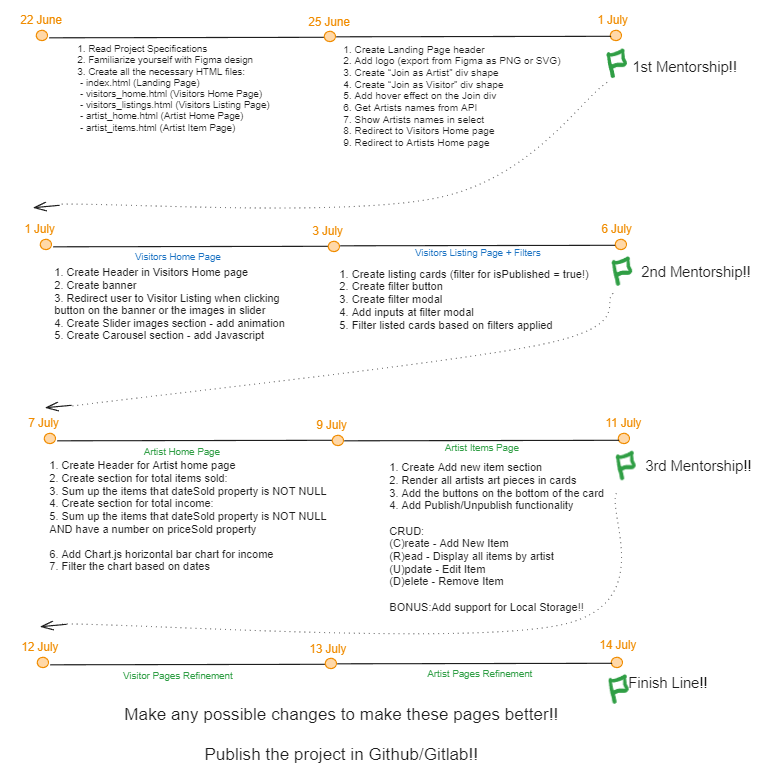 22 June
25 June
1 July
1. Read Project Specifications
2. Familiarize yourself with Figma design
3. Create all the necessary HTML files:
- index.html (Landing Page)
- visitors_home.html (Visitors Home Page)
- visitors_listings.html (Visitors Listing Page)
- artist_home.html (Artist Home Page)
- artist_items.html (Artist Item Page)
1. Create Landing Page header
2. Add logo (export from Figma as PNG or SVG)
3. Create "Join as Artist" div shape
4. Create "Join as Visitor" div shape
5. Add hover effect on the Join div
6. Get Artists names from API
7. Show Artists names in select
8. Redirect to Visitors Home page
9. Redirect to Artists Home page
1st Mentorship!!
1 July
3 July
6 July
Visitors Home Page
1. Create Header in Visitors Home page
2. Create banner
3. Redirect user to Visitor Listing when clicking
button on the banner or the images in slider
4. Create Slider images section - add animation
5. Create Carousel section - add Javascript
Visitors Listing Page + Filters
1. Create listing cards (filter for isPublished = true!)
2. Create filter button
3. Create filter modal
4. Add inputs at filter modal
5. Filter listed cards based on filters applied
2nd Mentorship!!
7 July
9 July
11 July
Artist Home Page
1. Create Header for Artist home page
2. Create section for total items sold:
3. Sum up the items that dateSold property is NOT NULL
4. Create section for total income:
5. Sum up the items that dateSold property is NOT NULL
AND have a number on priceSold property
6. Add Chart.js horizontal bar chart for income
7. Filter the chart based on dates
Artist Items Page
1. Create Add new item section
2. Render all artists art pieces in cards
3. Add the buttons on the bottom of the card
4. Add Publish/Unpublish functionality
CRUD:
(C)reate - Add New Item
(R)ead - Display all items by artist
(U)pdate - Edit Item
(D)elete - Remove Item
BONUS:Add support for Local Storage!!
3rd Mentorship!!
12 July
13 July
14 July
Visitor Pages Refinement
Artist Pages Refinement
Finish Line!!
Make any possible changes to make these pages better!!
Publish the project in Github/Gitlab!!